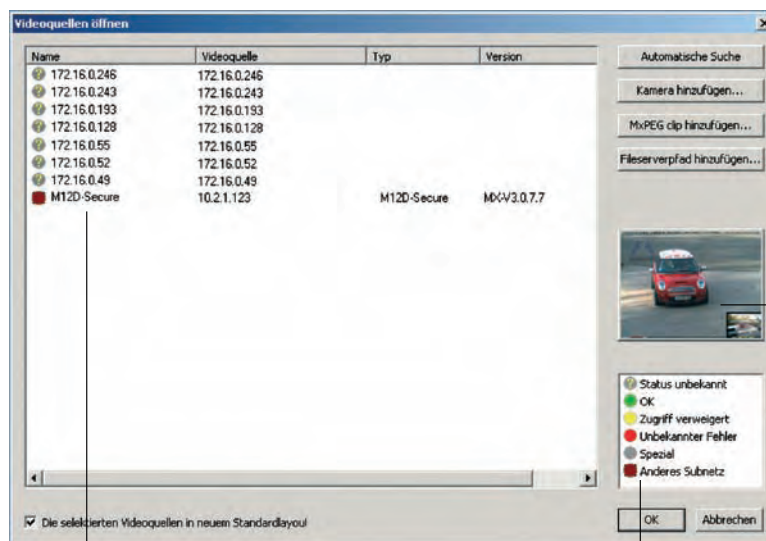 Videoquellen öffnen
Name Videoquelle Typ Version
172.16.0.246 172.16.0.246
172.16.0.243 172.16.0.243
172.16.0.193 172.16.0.193
172.16.0.128 172.16.0.128
172.16.0.55 172.16.0.55
172.16.0.52 172.16.0.52
172.16.0.49 172.16.0.49
M12D-Secure 10.2.1.123 M12D-Secure MX-V3.0.7.7
Automatische Suche
Kamera hinzufügen...
MxPEG clip hinzufügen...
Fileserverpfad hinzufügen...
Status unbekannt
OK
Zugriff verweigert
Unbekannter Fehler
Spezial
Anderes Subnetz
Die selektierten Videoquellen in neuem Standardlayout
OK Abbrechen